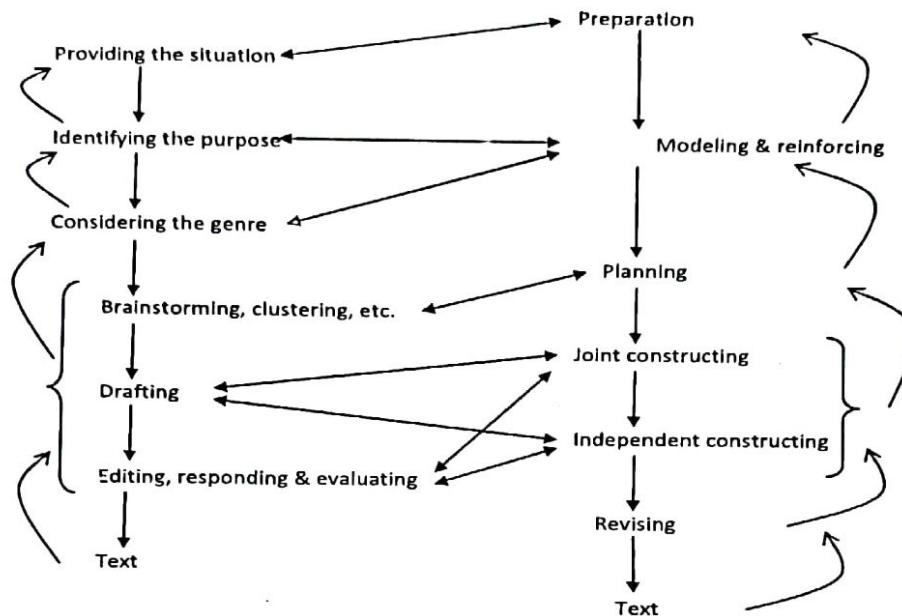 Preparation
Providing the situation
Identifying the purpose
Modeling & reinforcing
Considering the genre
Planning
Brainstorming, clustering, etc.
Joint constructing
Drafting
Independent constructing
Editing, responding & evaluating
Revising
Text
Text